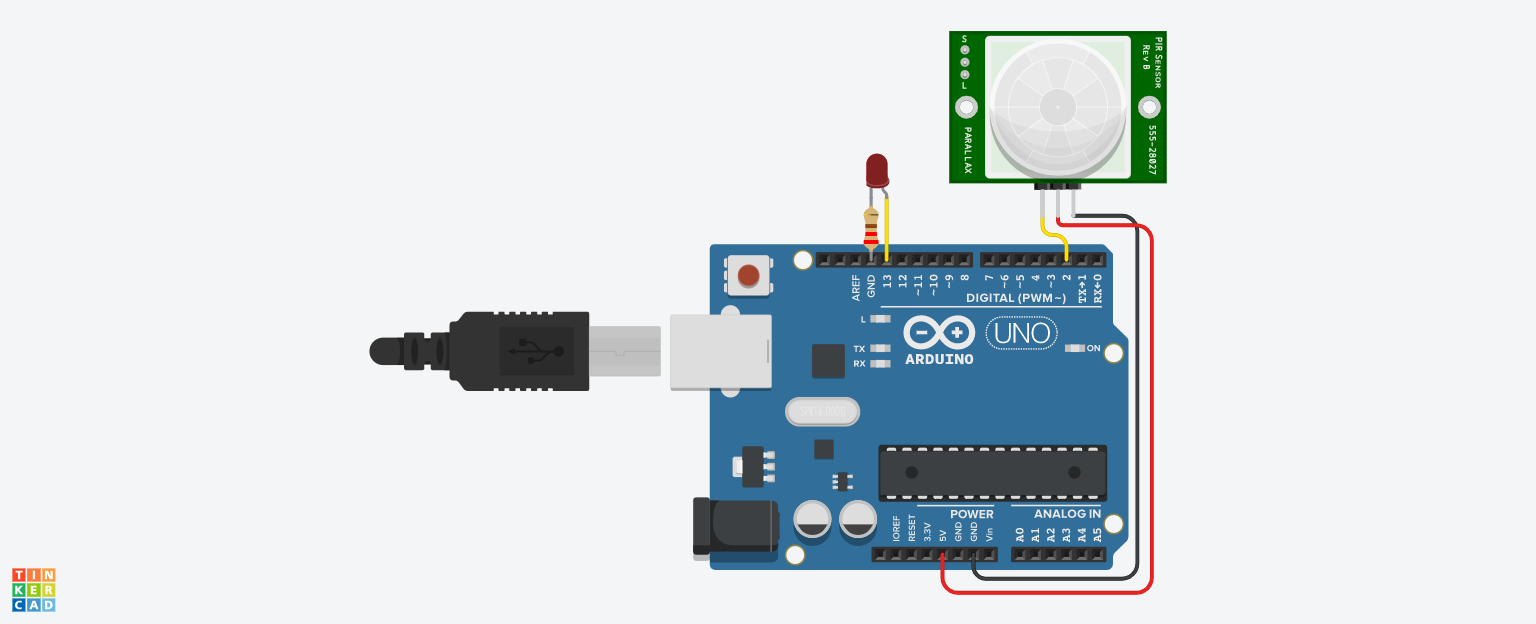 S
L
PARALLAX
PIR SENSOR
REV B
555-28027
AREF
GND
13
12
~11
~10
~9
8
7
~6
~5
4
~3
2
TX→1
RX←0
DIGITAL (PWM~)
L
TX
RX
ARDUINO
UNO
ON
POWER
ANALOG IN
IOREF
RESET
3.3V
5V
GND
GND
Vin
A0
A1
A2
A3
A4
A5
TIN
KER
CAD